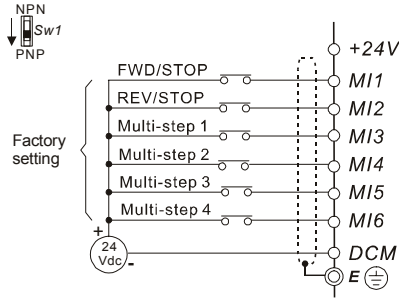 NPN
Sw1
PNP
+24V
FWD/STOP
MI1
REV/STOP
MI2
Multi-step 1
MI3
Factory
setting
Multi-step 2
MI4
Multi-step 3
MI5
Multi-step 4
MI6
+
24
Vdc
-
DCM
E